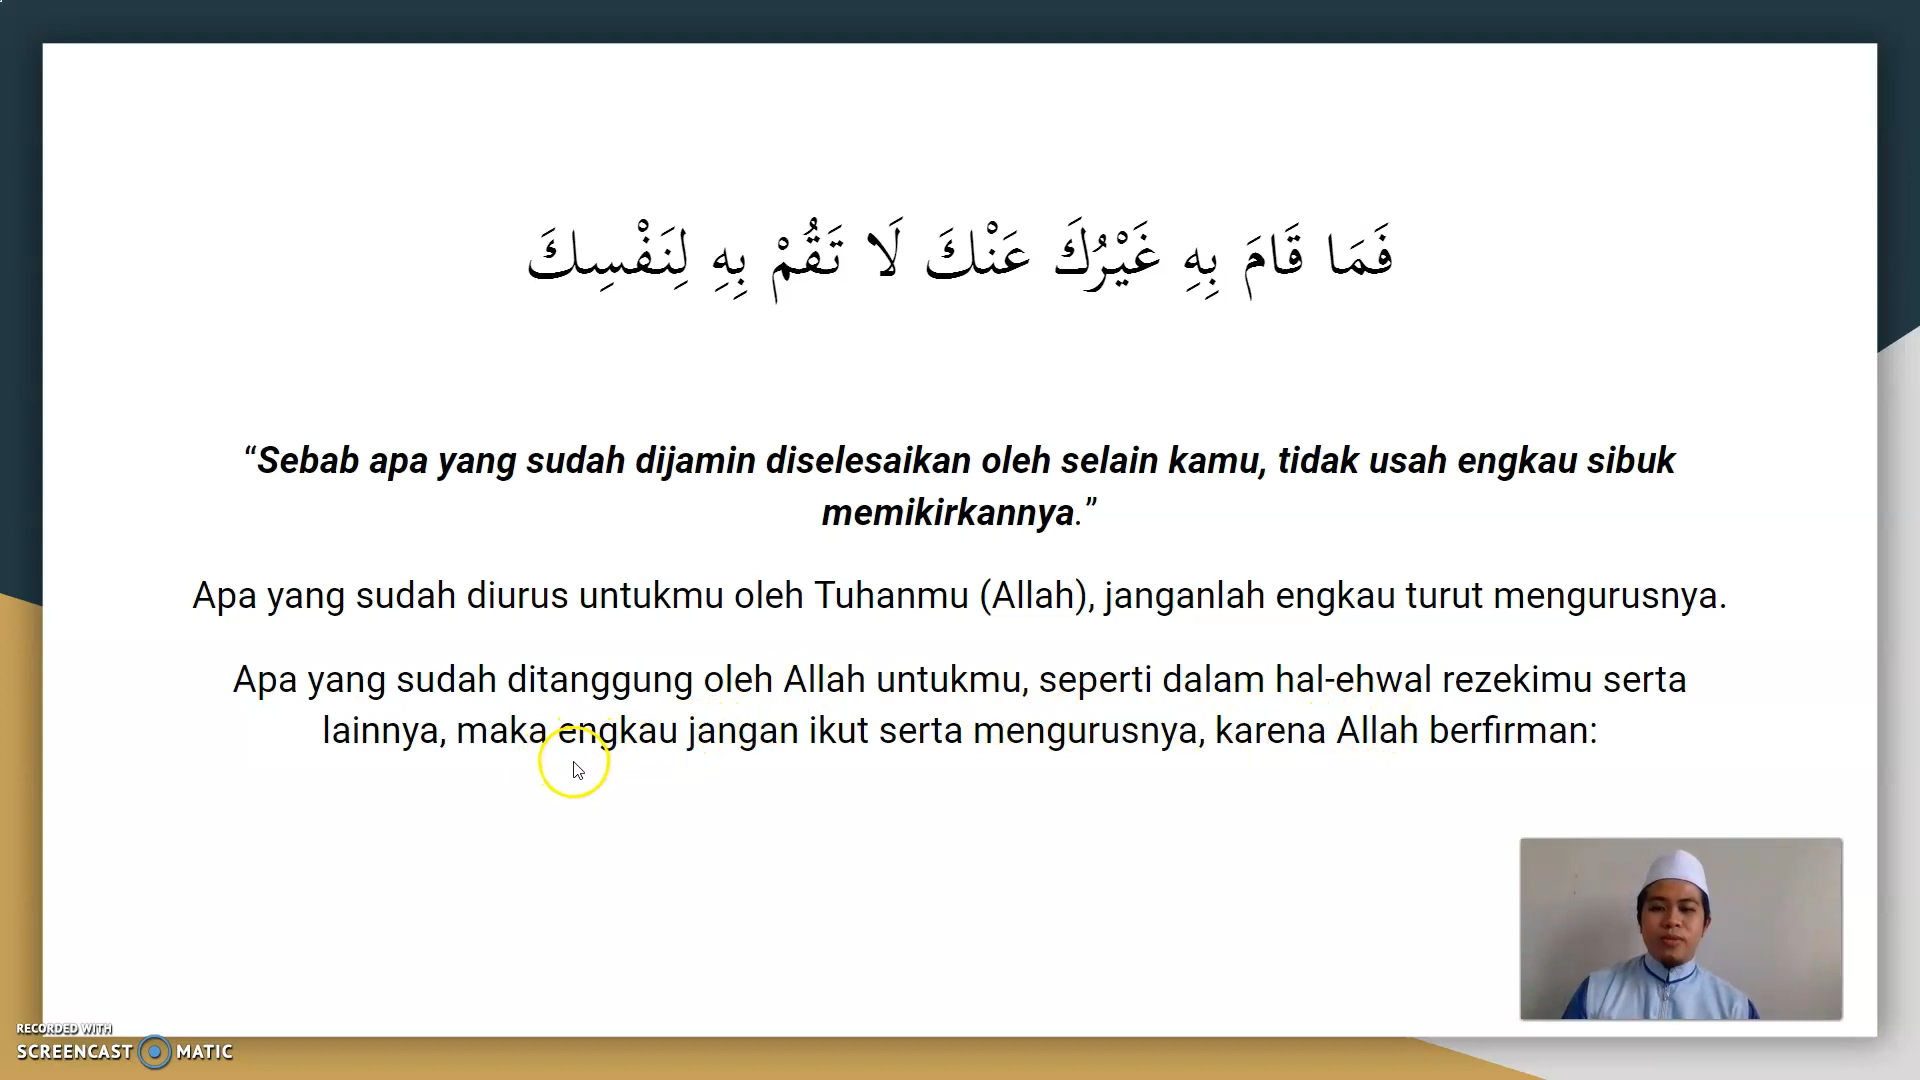 فَمَا قَامَ بِهِ غَيْرُكَ عَنْكَ لَا تَقُمْ بِهِ لِنَفْسِكَ
“Sebab apa yang sudah dijamin diselesaikan oleh selain kamu, tidak usah engkau sibuk
memikirkannya.”
Apa yang sudah diurus untukmu oleh Tuhanmu (Allah), janganlah engkau turut mengurusnya.
Apa yang sudah ditanggung oleh Allah untukmu, seperti dalam hal-ehwal rezekimu serta
lainnya, maka engkau jangan ikut serta mengurusnya, karena Allah berfirman:
RECORDED WITH
SCREENCAST MATIC